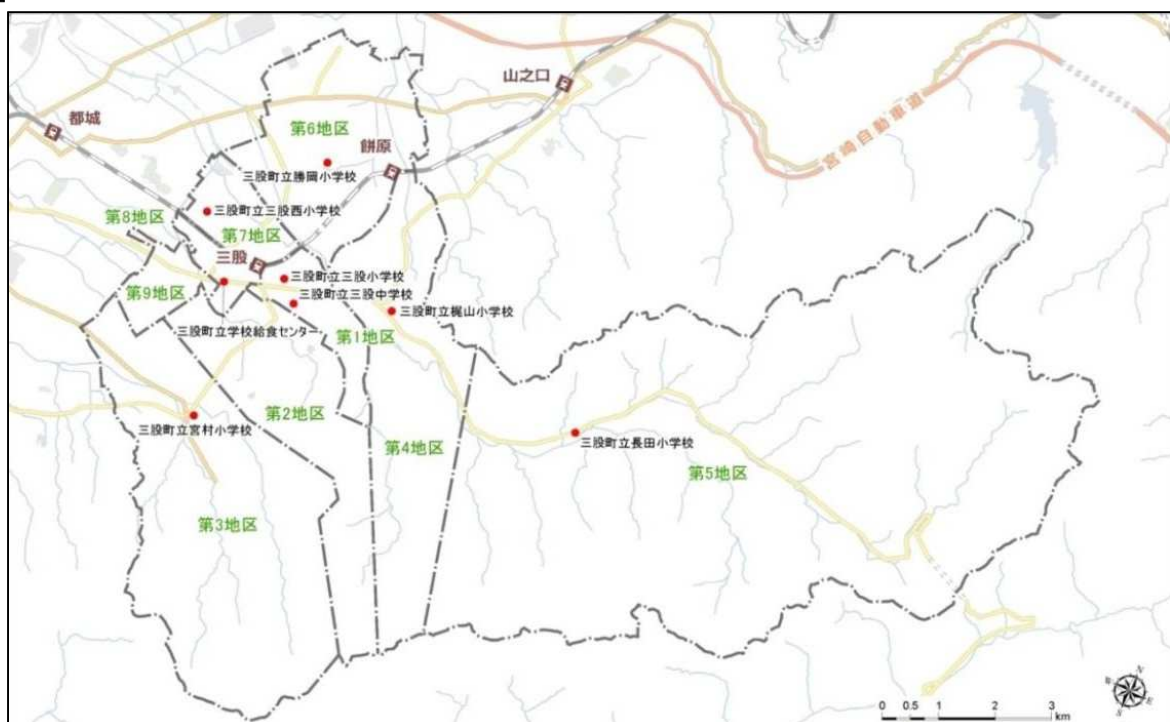 山之口
都城
第6地区
餅原
宮崎自動車道
三股町立勝岡小学校
三股町立三股西小学校
第8地区
第7地区
三股
三股町立三股小学校
第9地区
三股町立三股中学校
三股町立梶山小学校
三股町立学校給食センター
第1地区
第2地区
三股町立宮村小学校
第4地区
三股町立長田小学校
第5地区
第3地区
N
W
E
S
0 0.5 1 2 3
km